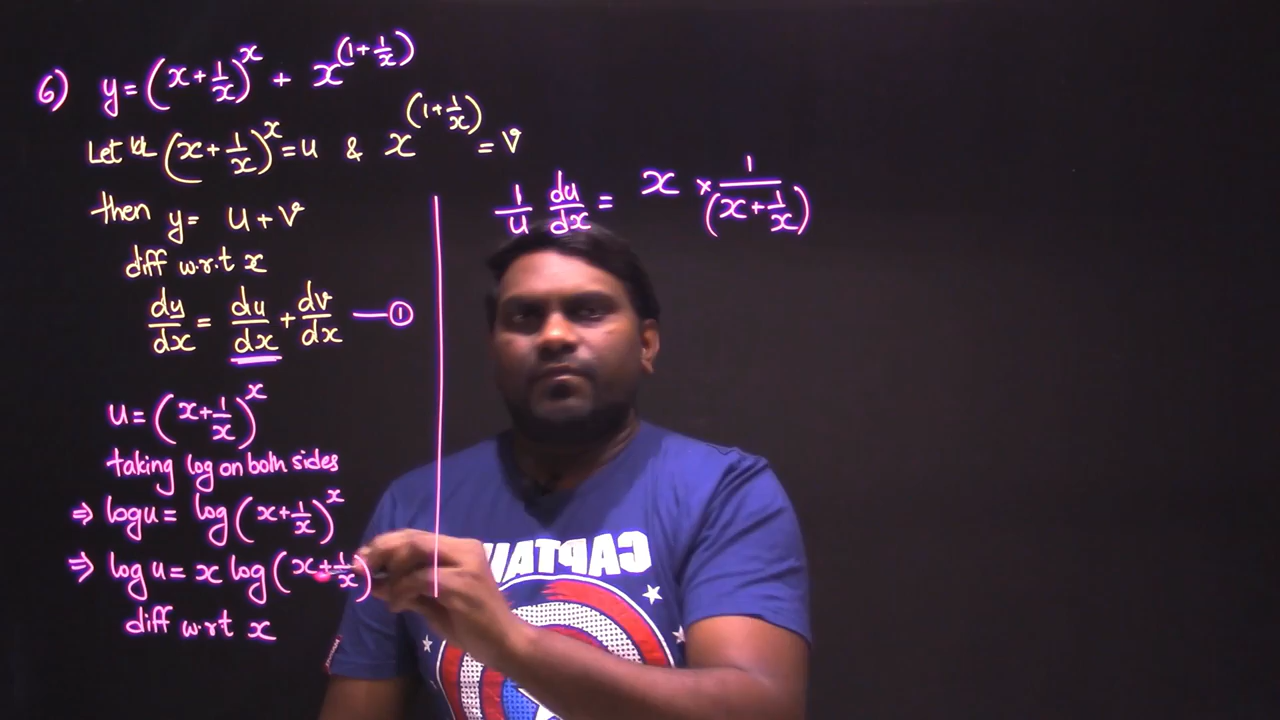 6) y = (x + 1/x)^x + x^(1 + 1/x)
Let (x + 1/x)^x = u & x^(1 + 1/x) = v
then y = u + v
diff w.r.t x
dy/dx = du/dx + dv/dx — ①
u = (x + 1/x)^x
taking log on both sides
⇒ log u = log (x + 1/x)^x
⇒ log u = x log (x + 1/x)
diff w.r.t x
1/u du/dx = x × 1/(x + 1/x)